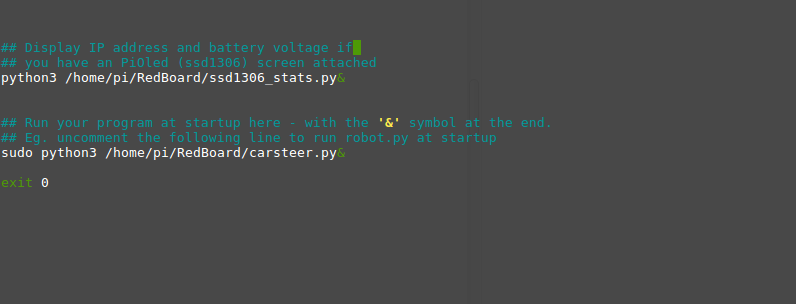 ## Display IP address and battery voltage if
## you have an PiOled (ssd1306) screen attached
python3 /home/pi/RedBoard/ssd1306_stats.py&
## Run your program at startup here - with the '&' symbol at the end.
## Eg. uncomment the following line to run robot.py at startup
sudo python3 /home/pi/RedBoard/carsteer.py&
exit 0